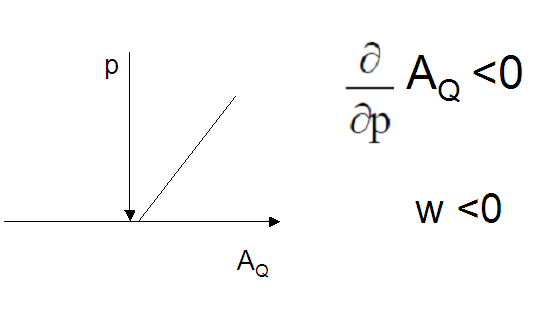 p
A_Q
∂/∂p A_Q <0
w <0